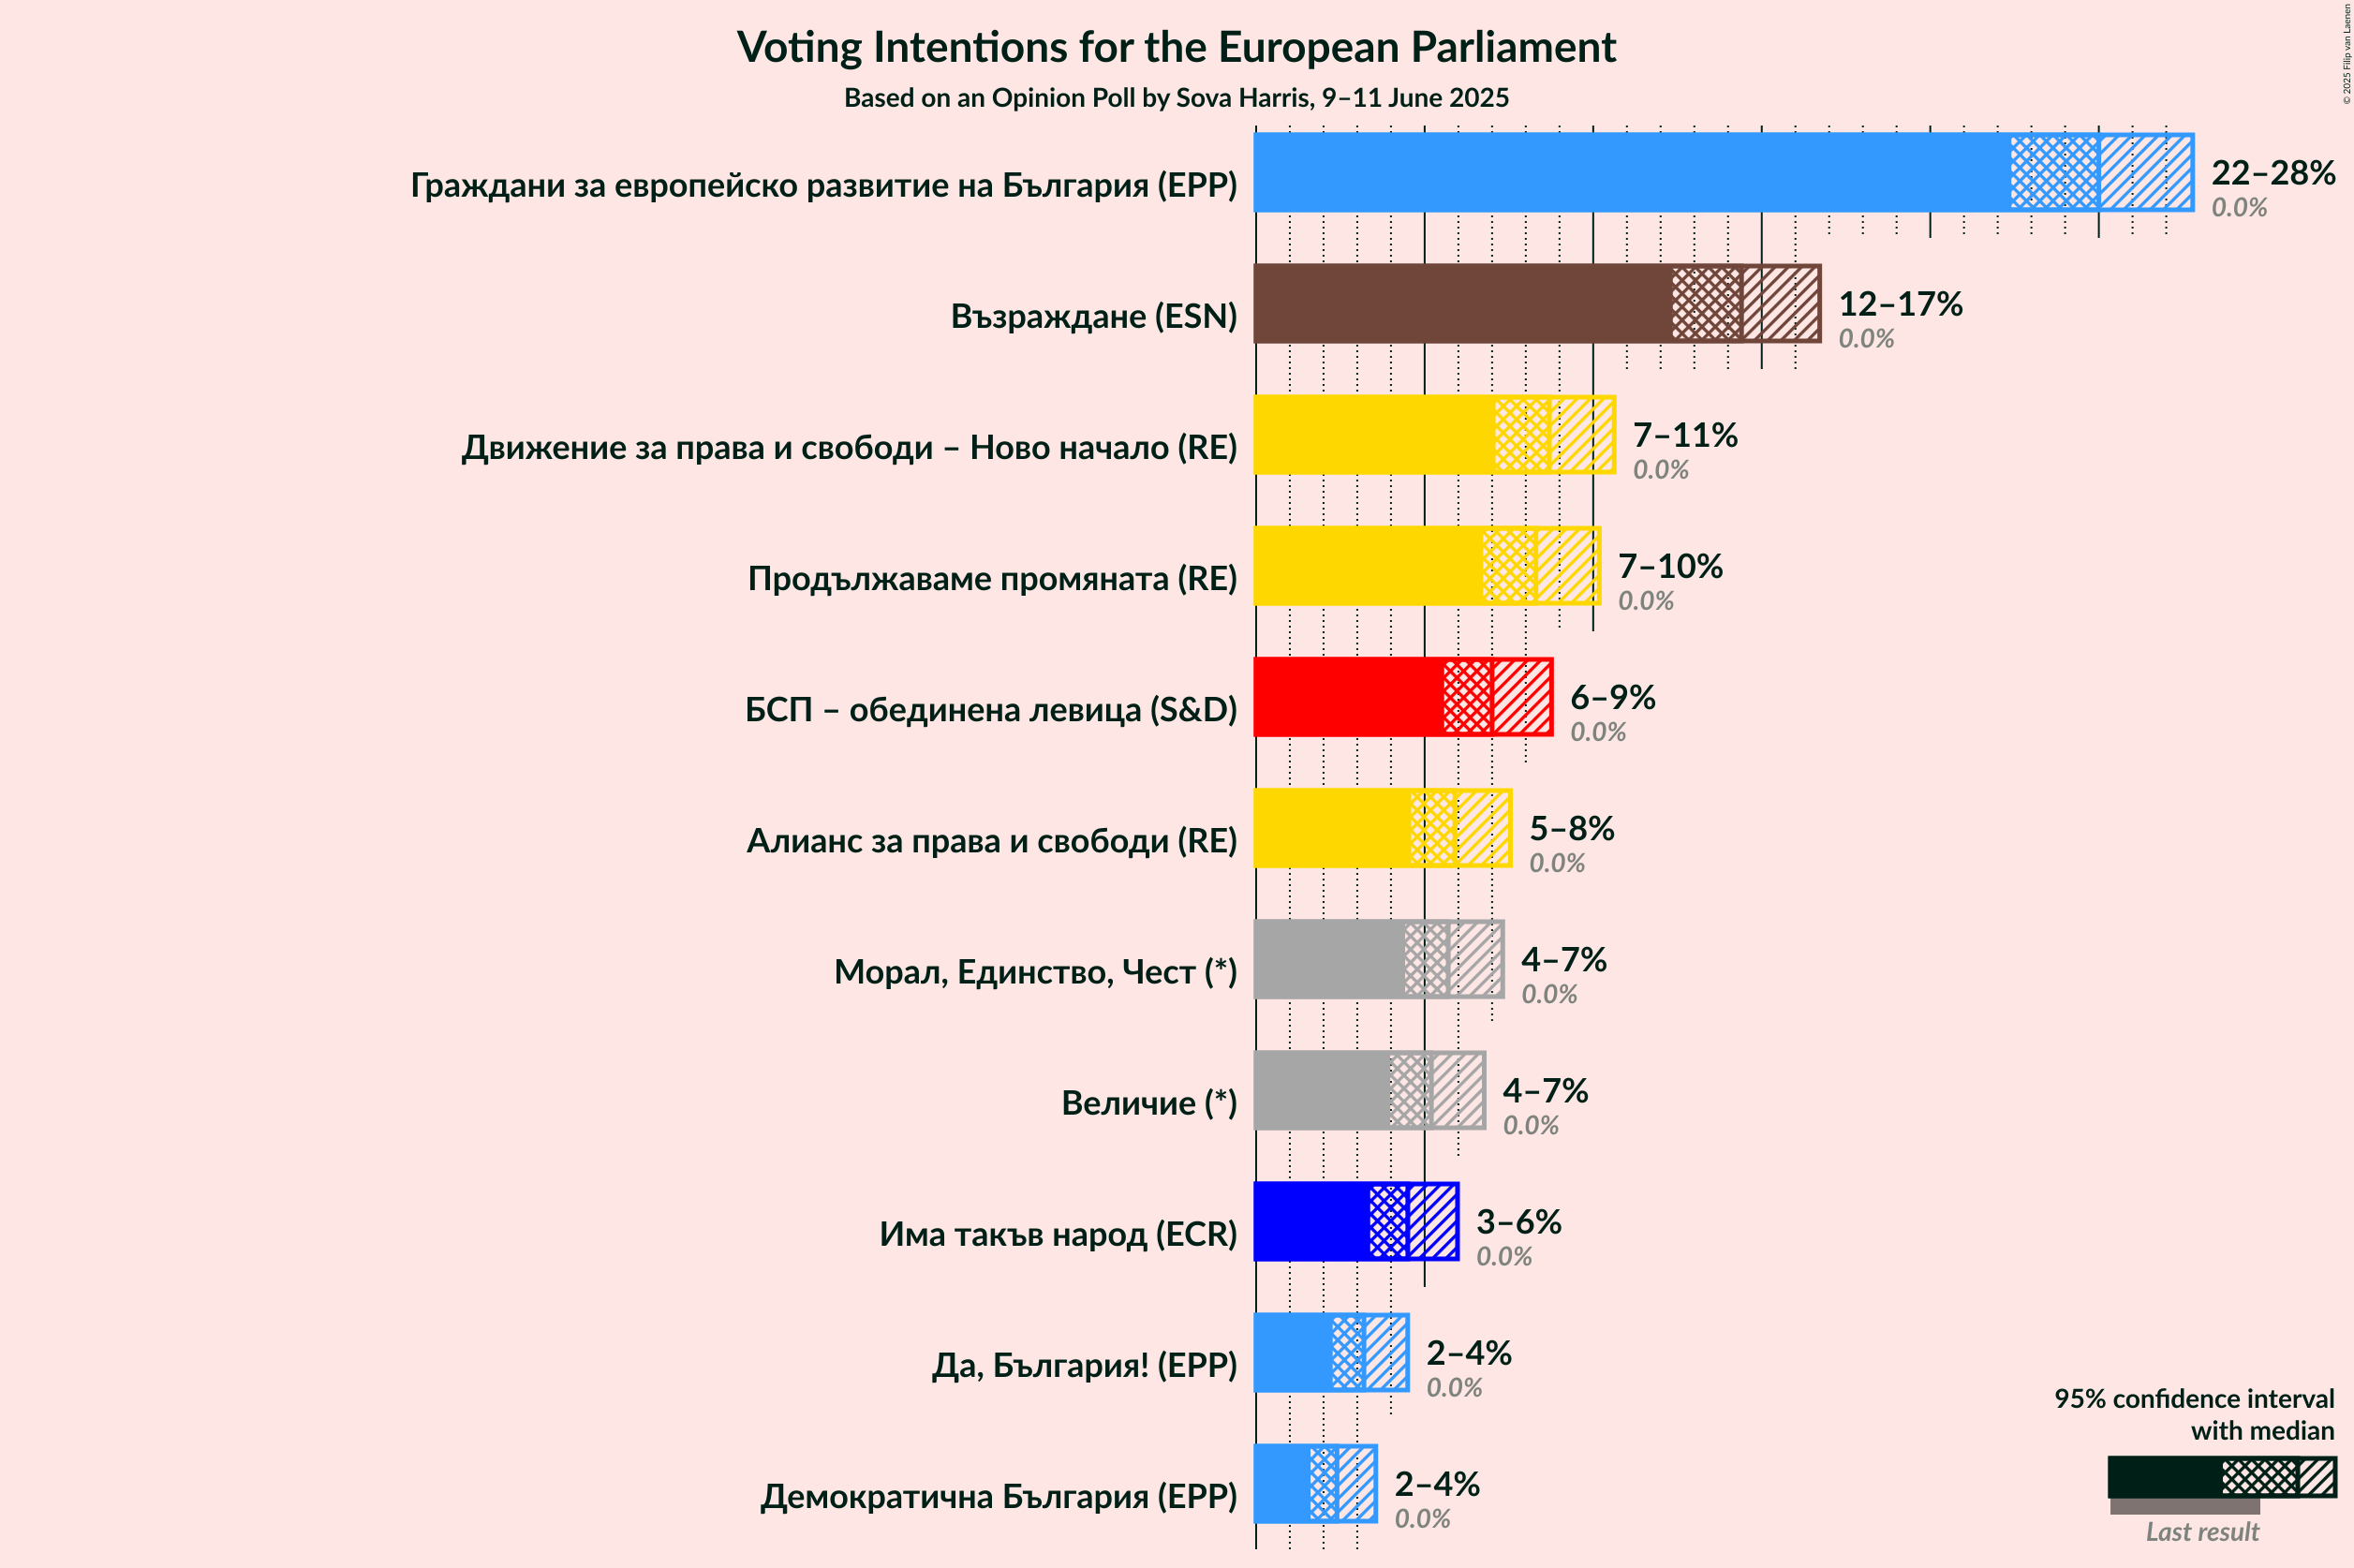 Voting Intentions for the European Parliament
Based on an Opinion Poll by Sova Harris, 9–11 June 2025
© 2025 Filip van Laenen
Граждани за европейско развитие на България (EPP)
22–28%
0.0%
Възраждане (ESN)
12–17%
0.0%
Движение за права и свободи – Ново начало (RE)
7–11%
0.0%
Продължаваме промяната (RE)
7–10%
0.0%
БСП – обединена левица (S&D)
6–9%
0.0%
Алианс за права и свободи (RE)
5–8%
0.0%
Морал, Единство, Чест (*)
4–7%
0.0%
Величие (*)
4–7%
0.0%
Има такъв народ (ECR)
3–6%
0.0%
Да, България! (EPP)
2–4%
0.0%
Демократична България (EPP)
2–4%
0.0%
95% confidence interval
with median
Last result